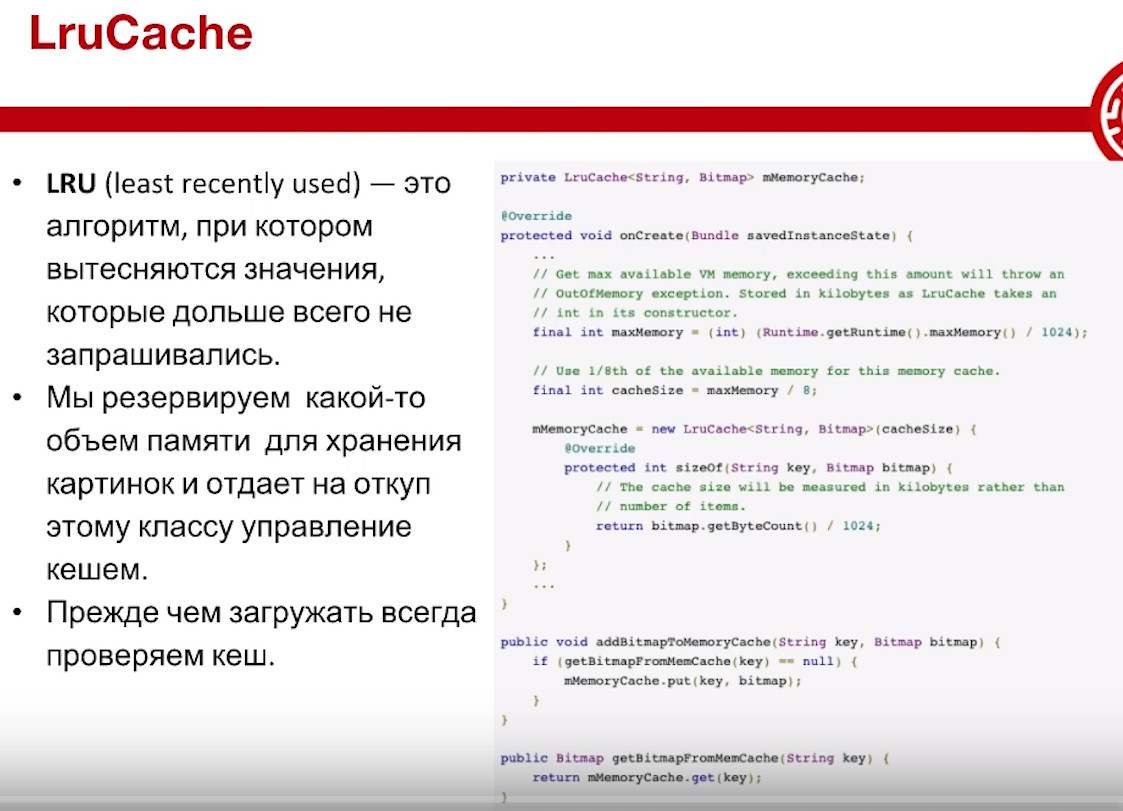 LruCache
• LRU (least recently used) — это
алгоритм, при котором
вытесняются значения,
которые дольше всего не
запрашивались.
• Мы резервируем какой-то
объем памяти для хранения
картинок и отдает на откуп
этому классу управление
кешем.
• Прежде чем загружать всегда
проверяем кеш.
private LruCache<String, Bitmap> mMemoryCache;
@Override
protected void onCreate(Bundle savedInstanceState) {
...
// Get max available VM memory, exceeding this amount will throw an
// OutOfMemory exception. Stored in kilobytes as LruCache takes an
// int in its constructor.
final int maxMemory = (int) (Runtime.getRuntime().maxMemory() / 1024);
// Use 1/8th of the available memory for this memory cache.
final int cacheSize = maxMemory / 8;
mMemoryCache = new LruCache<String, Bitmap>(cacheSize) {
@Override
protected int sizeOf(String key, Bitmap bitmap) {
// The cache size will be measured in kilobytes rather than
// number of items.
return bitmap.getByteCount() / 1024;
}
};
...
}
public void addBitmapToMemoryCache(String key, Bitmap bitmap) {
if (getBitmapFromMemCache(key) == null) {
mMemoryCache.put(key, bitmap);
}
}
public Bitmap getBitmapFromMemCache(String key) {
return mMemoryCache.get(key);
}